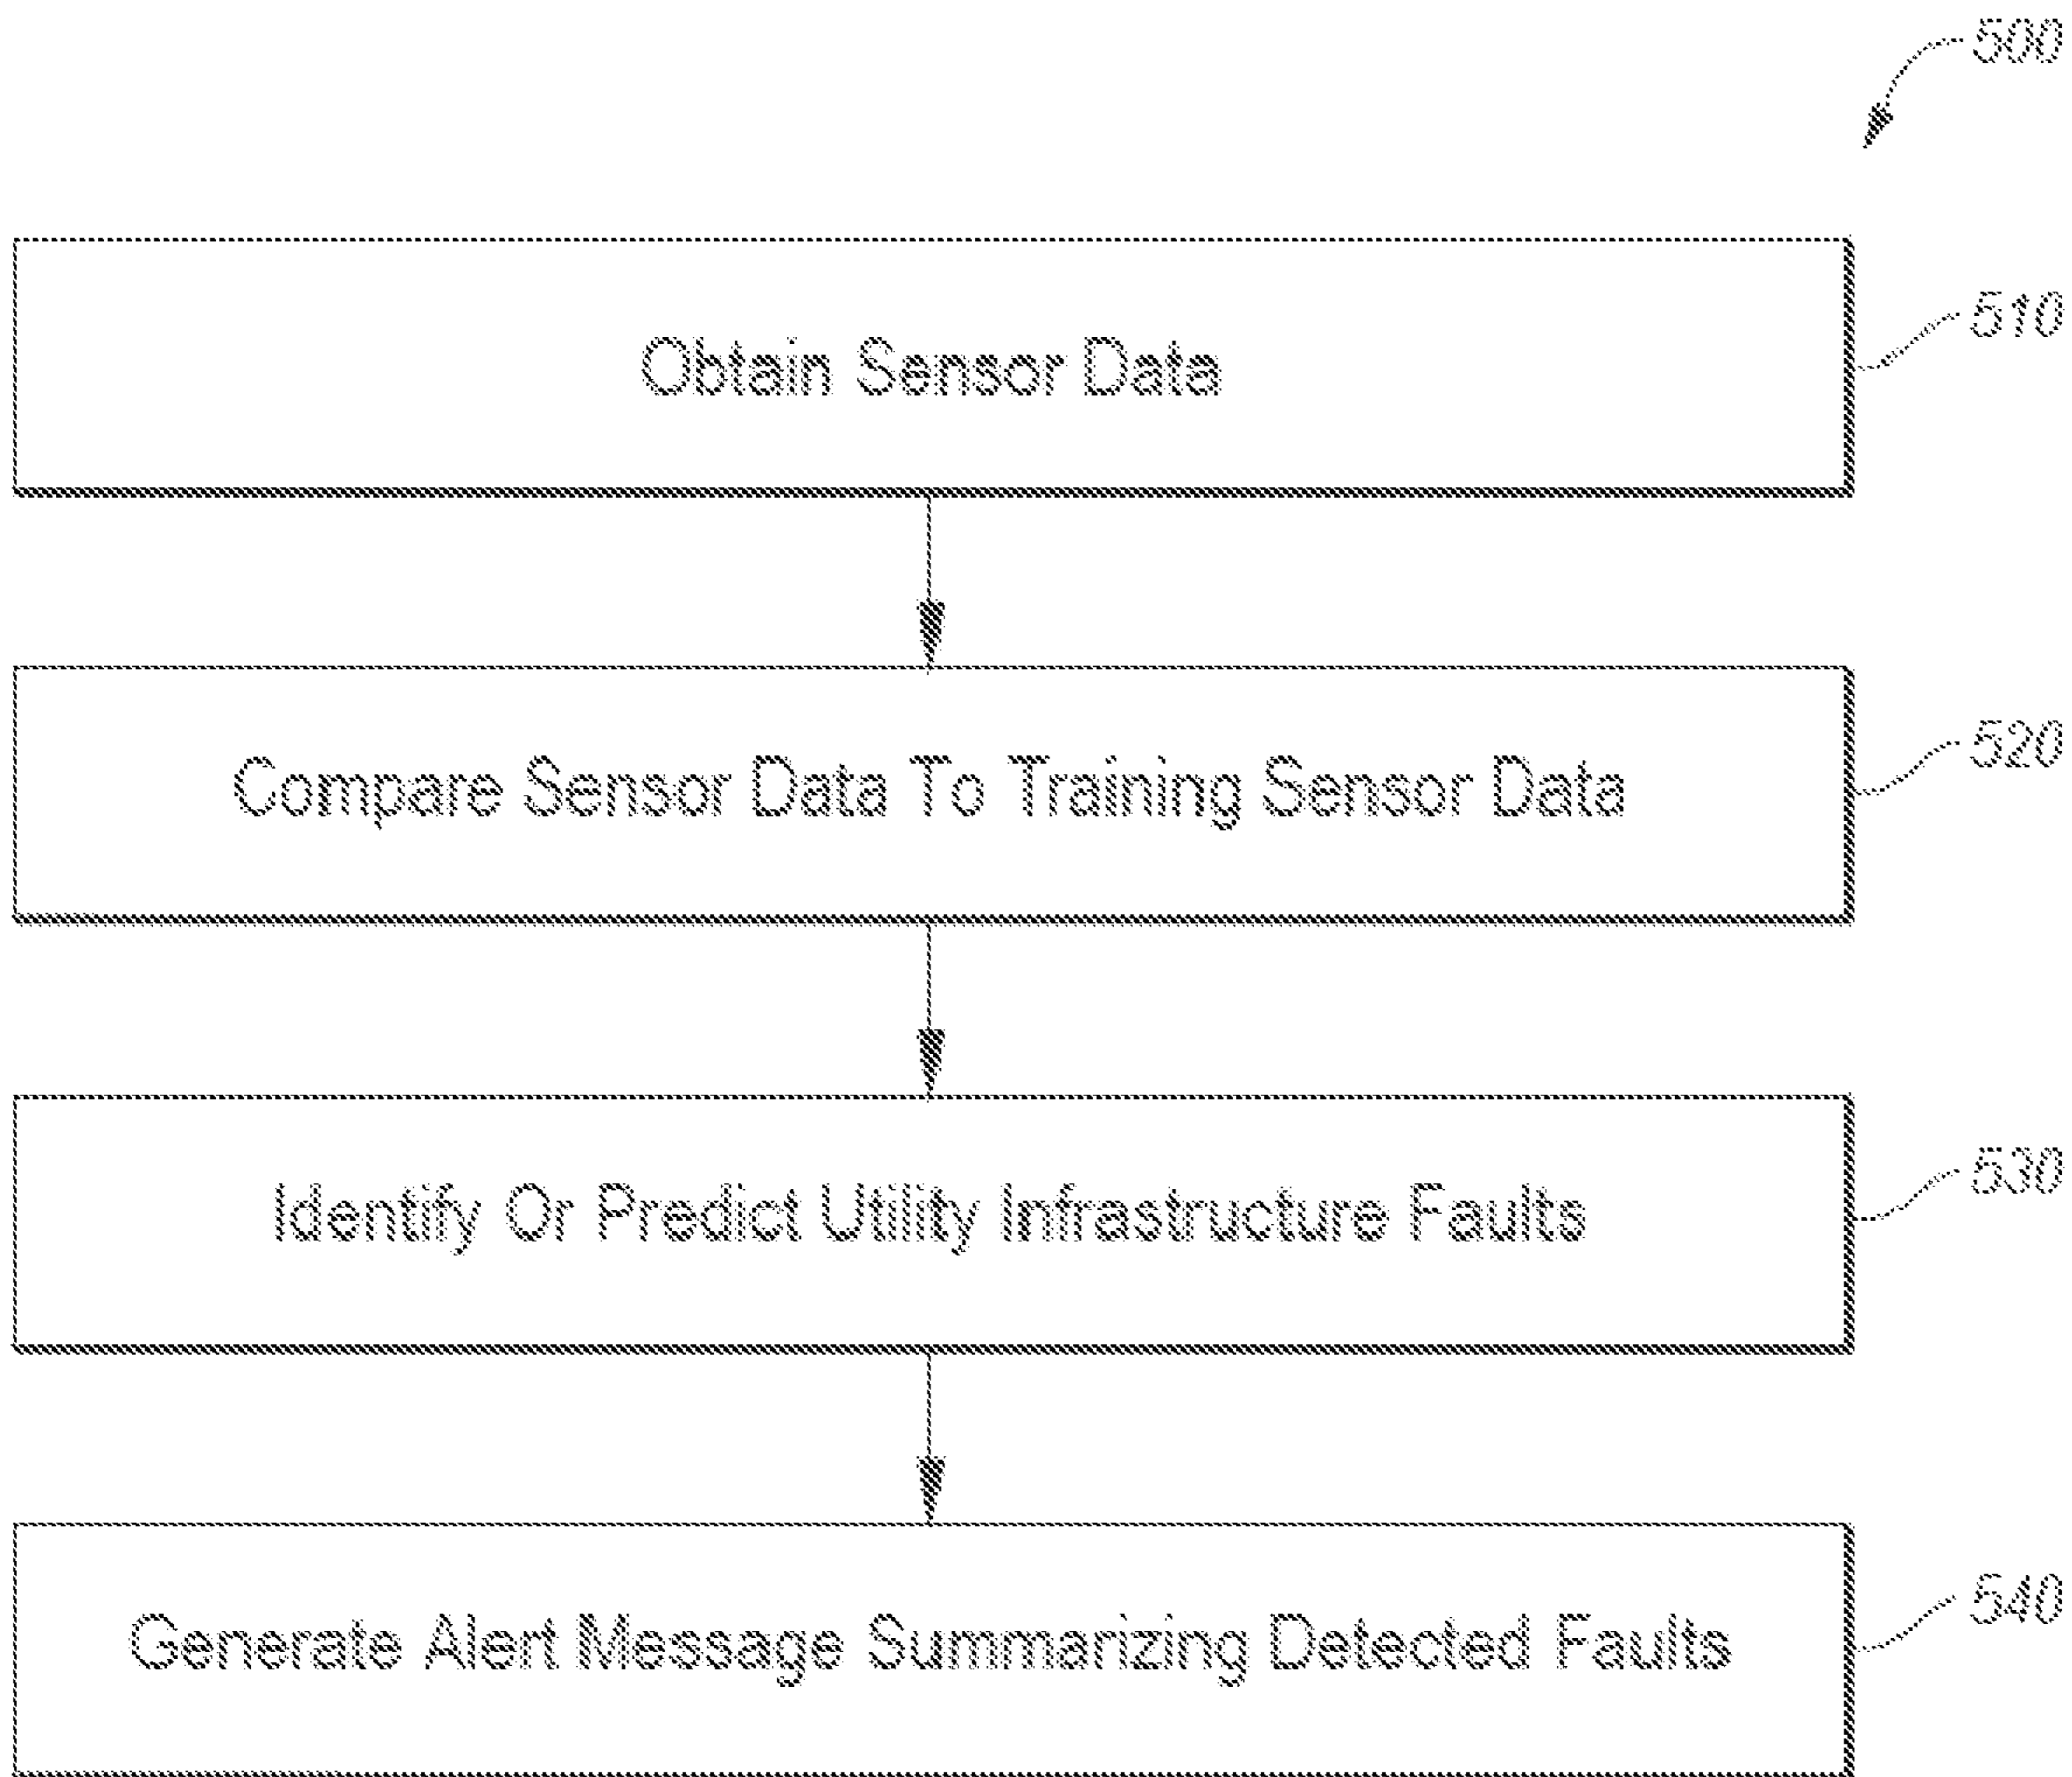 500
Obtain Sensor Data
510
Compare Sensor Data To Training Sensor Data
520
Identify Or Predict Utility Infrastructure Faults
530
Generate Alert Message Summarizing Detected Faults
540